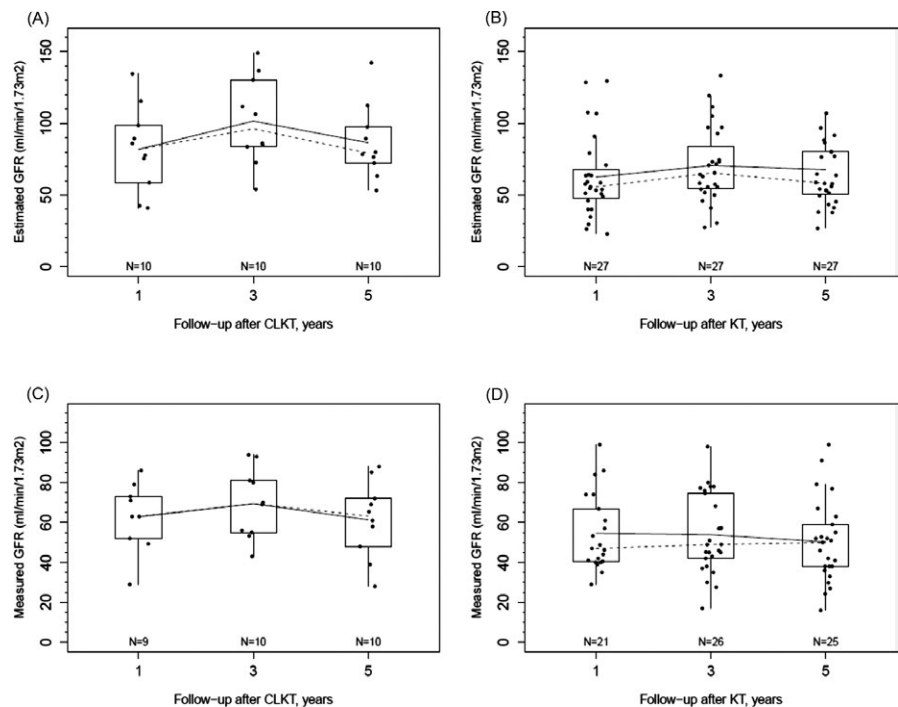 (A)
Estimated GFR (ml/min/1.73m2)
150
100
50
0
N=10 N=10 N=10
1 3 5
Follow-up after CLKT, years
(B)
Estimated GFR (ml/min/1.73m2)
150
100
50
0
N=27 N=27 N=27
1 3 5
Follow-up after KT, years
(C)
Measured GFR (ml/min/1.73m2)
100
80
60
40
20
0
N=9 N=10 N=10
1 3 5
Follow-up after CLKT, years
(D)
Measured GFR (ml/min/1.73m2)
100
80
60
40
20
0
N=21 N=26 N=25
1 3 5
Follow-up after KT, years